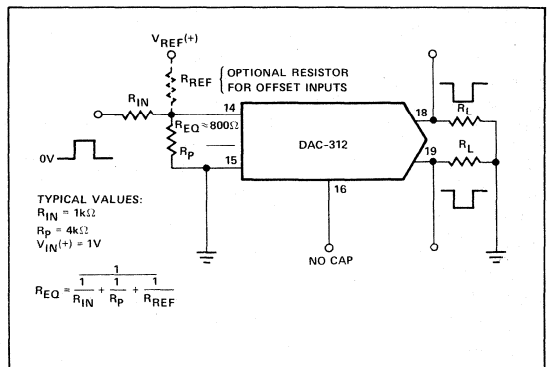 VREF(+)
RREF { OPTIONAL RESISTOR
FOR OFFSET INPUTS
RIN
14
REQ ≈ 800Ω
RP
15
0V
DAC-312
16
NO CAP
18
RL
19
RL
TYPICAL VALUES:
RIN = 1kΩ
RP = 4kΩ
VIN(+) = 1V
REQ = 1
1 + 1 + 1
RIN RP RREF